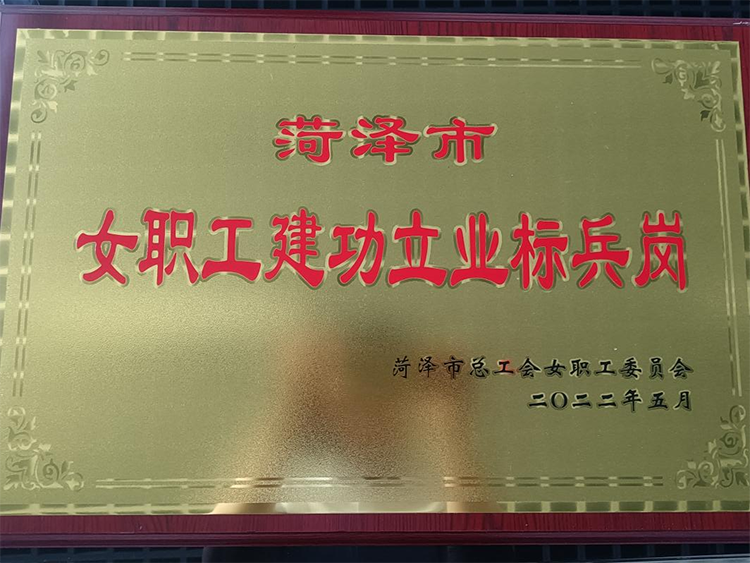 菏泽市
女职工建功立业标兵岗
菏泽市总工会女职工委员会
二〇二二年五月